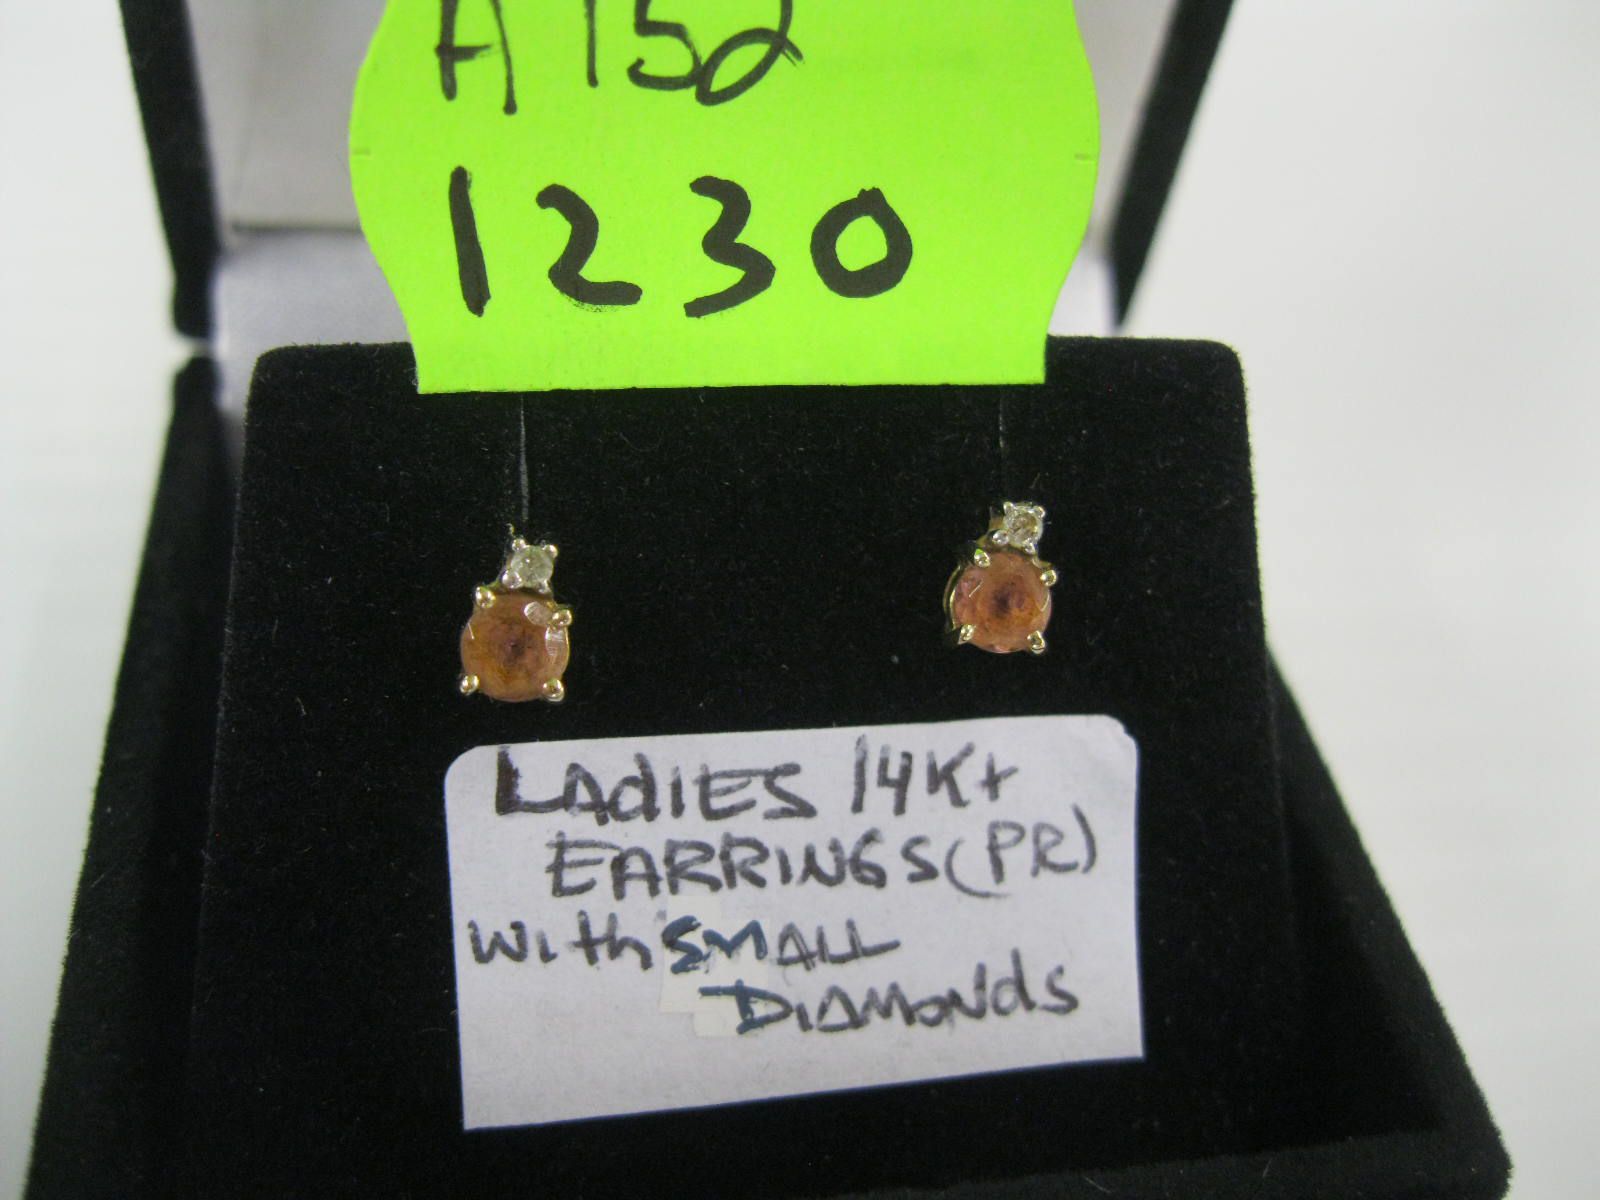 A152
1230
LAdIES 14Kt
EARRINGS (PR)
with SMALL
DIAMONdS